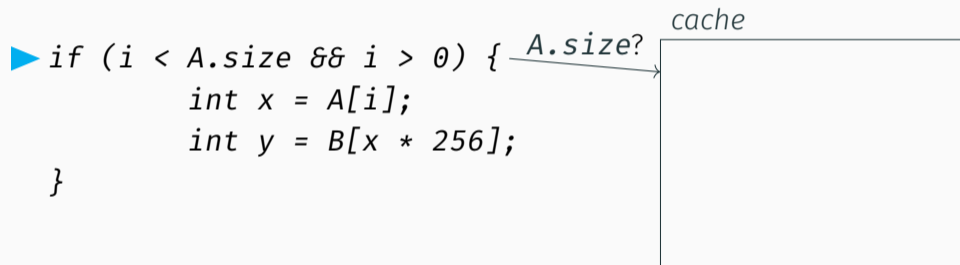 cache
if (i < A.size && i > 0) { A.size?
int x = A[i];
int y = B[x * 256];
}